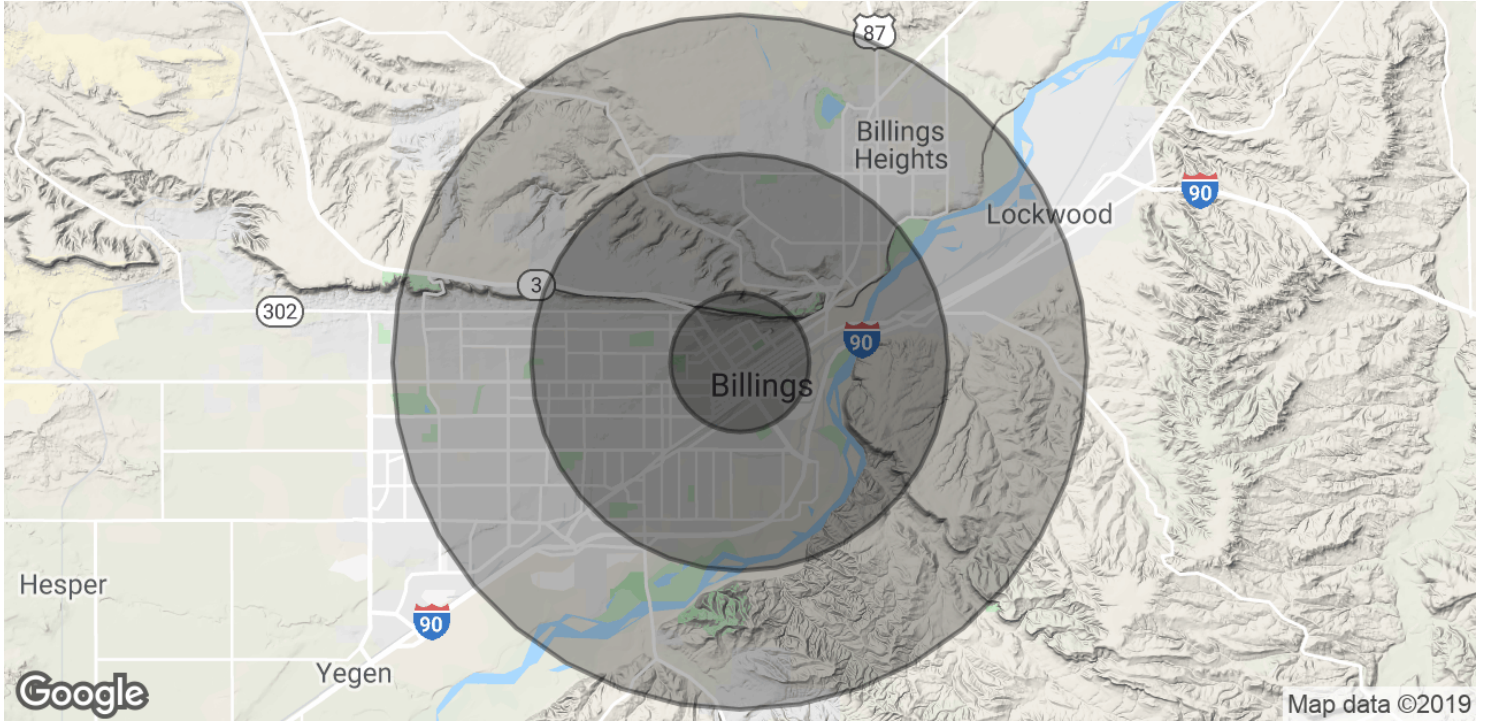 87
Billings
Heights
90
Lockwood
3
302
90
Billings
Hesper
90
Yegen
Google
Map data ©2019